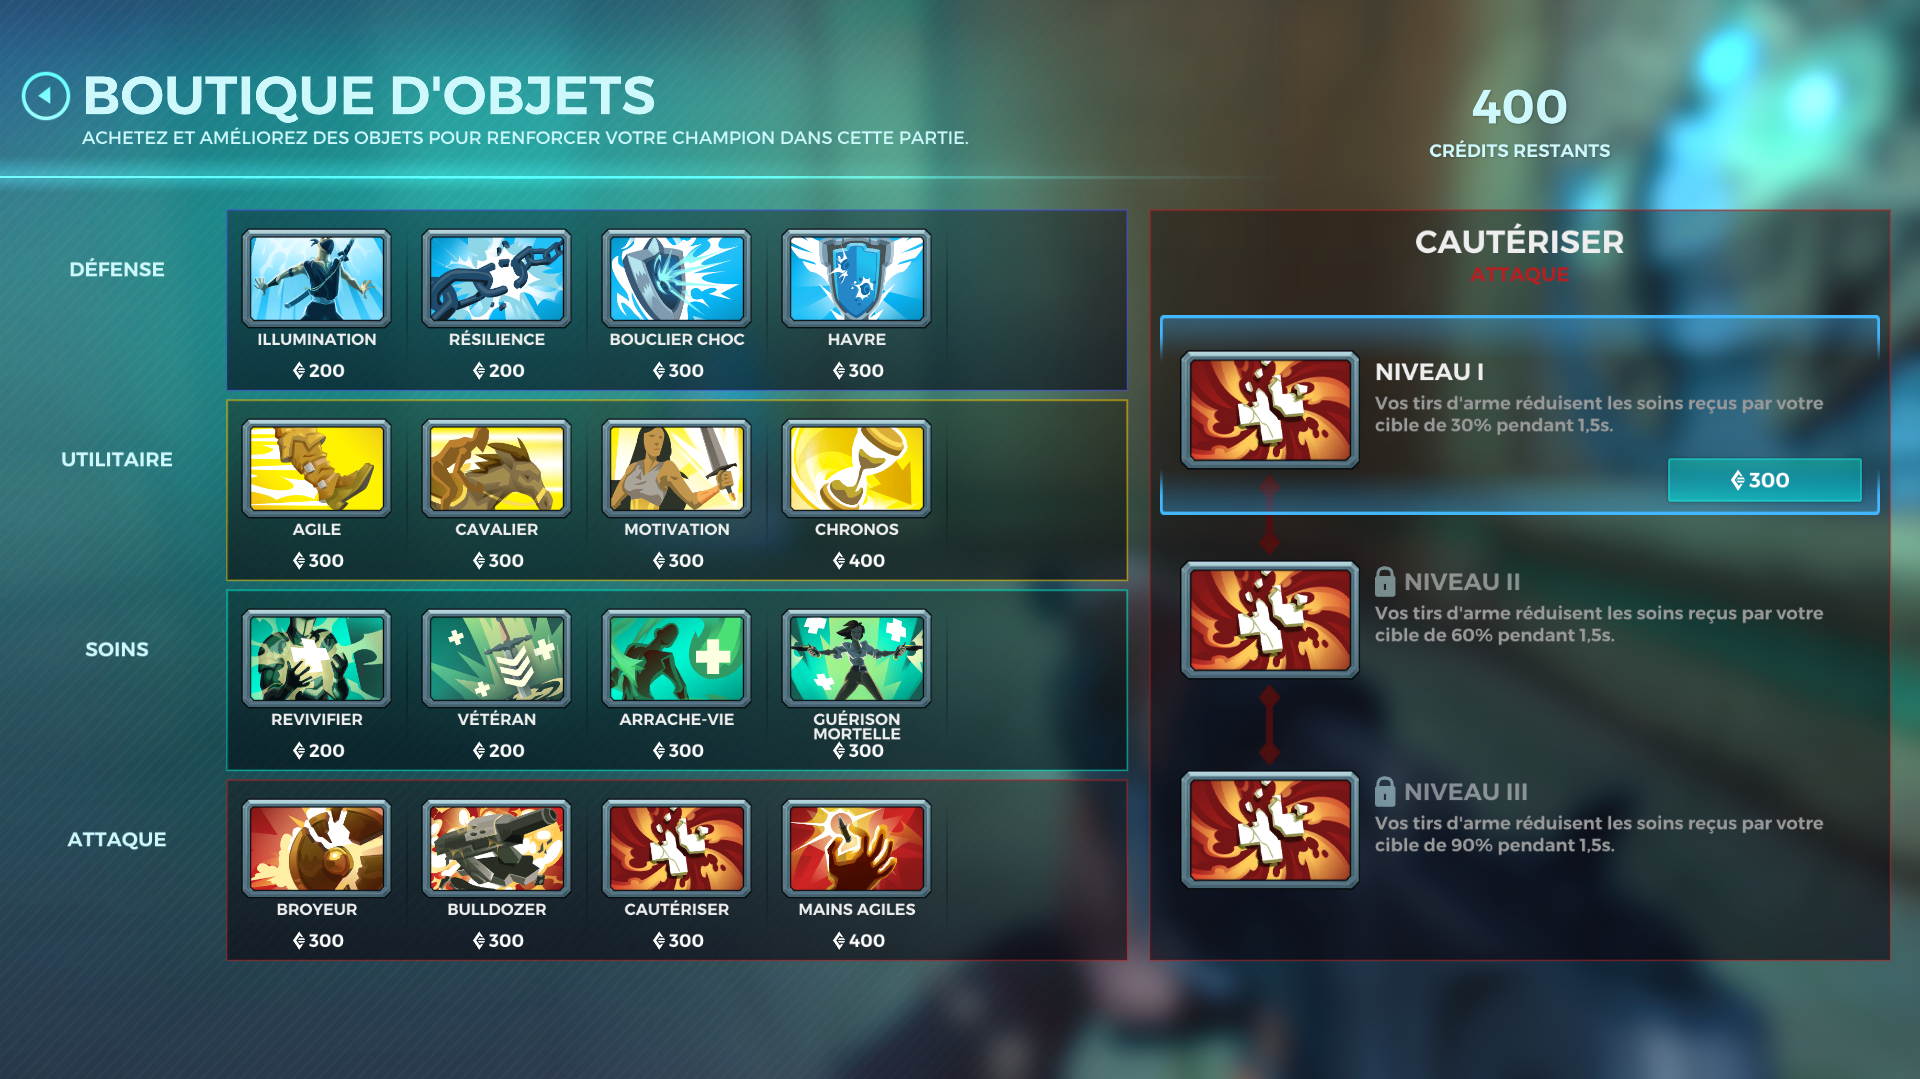 BOUTIQUE D'OBJETS
ACHETEZ ET AMÉLIOREZ DES OBJETS POUR RENFORCER VOTRE CHAMPION DANS CETTE PARTIE.
400
CRÉDITS RESTANTS
DÉFENSE
ILLUMINATION
200
RÉSILIENCE
200
BOUCLIER CHOC
300
HAVRE
300
UTILITAIRE
AGILE
300
CAVALIER
300
MOTIVATION
300
CHRONOS
400
SOINS
REVIVIFIER
200
VÉTÉRAN
200
ARRACHE-VIE
300
GUÉRISON
MORTELLE
300
ATTAQUE
BROYEUR
300
BULLDOZER
300
CAUTÉRISER
300
MAINS AGILES
400
CAUTÉRISER
ATTAQUE
NIVEAU I
Vos tirs d'arme réduisent les soins reçus par votre
cible de 30% pendant 1,5s.
300
NIVEAU II
Vos tirs d'arme réduisent les soins reçus par votre
cible de 60% pendant 1,5s.
NIVEAU III
Vos tirs d'arme réduisent les soins reçus par votre
cible de 90% pendant 1,5s.